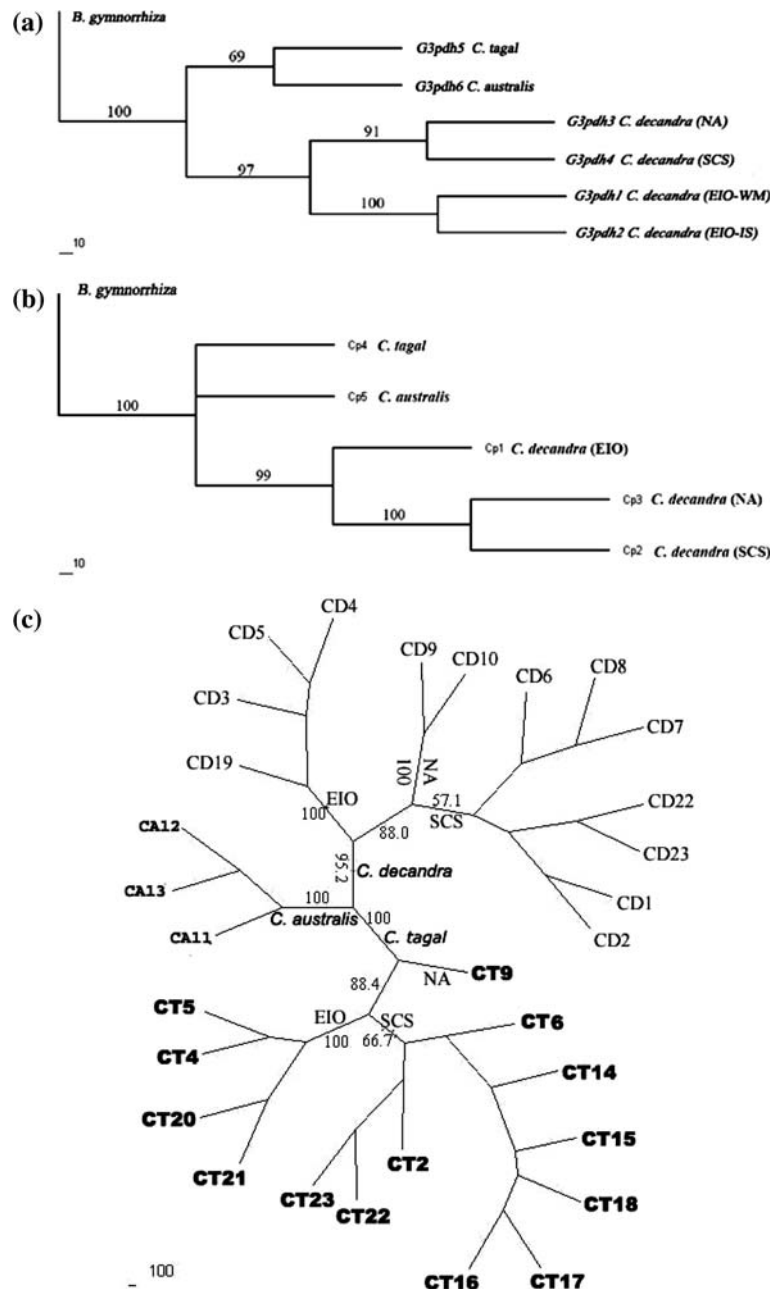 (a)
B. gymnorrhiza
69
G3pdh5 C. tagal
G3pdh6 C. australis
100
91
G3pdh3 C. decandra (NA)
G3pdh4 C. decandra (SCS)
97
100
G3pdh1 C. decandra (EIO-WM)
G3pdh2 C. decandra (EIO-IS)
10
(b)
B. gymnorrhiza
Cp4 C. tagal
Cp5 C. australis
100
Cp1 C. decandra (EIO)
99
Cp3 C. decandra (NA)
100
Cp2 C. decandra (SCS)
10
(c)
CD4
CD5
CD3
CD19
CD9
CD10
CD6
CD8
CD7
CD22
CD23
CD1
CD2
100
NA
57.1
SCS
EIO
100
88.0
95.2
C. decandra
CA12
CA13
CA11
100
C. australis
100
C. tagal
NA
CT9
88.4
EIO
100
SCS
66.7
CT5
CT4
CT20
CT21
CT23
CT22
CT2
CT6
CT14
CT15
CT18
CT16
CT17
100